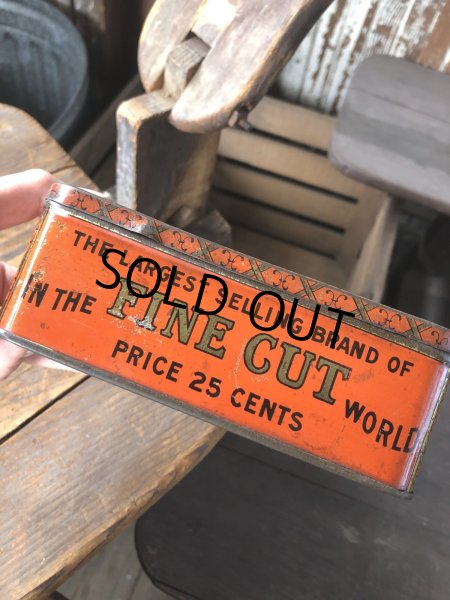 THE LARGEST SELLING BRAND OF
IN THE FINE CUT WORLD
PRICE 25 CENTS
SOLD OUT